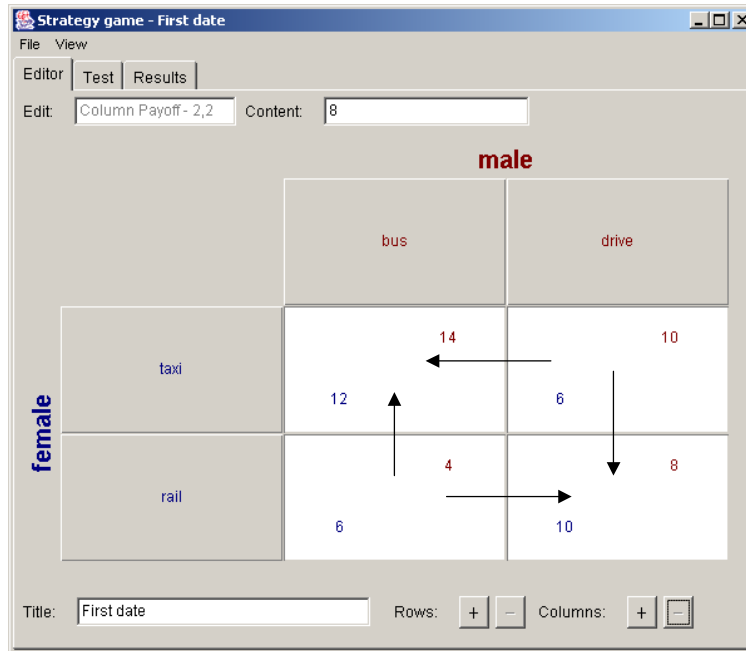 Strategy game - First date
File View
Editor Test Results
Edit: Column Payoff - 2,2 Content: 8
male
bus drive
female
taxi
14 10
12 6
rail
4 8
6 10
Title: First date Rows: + - Columns: + -